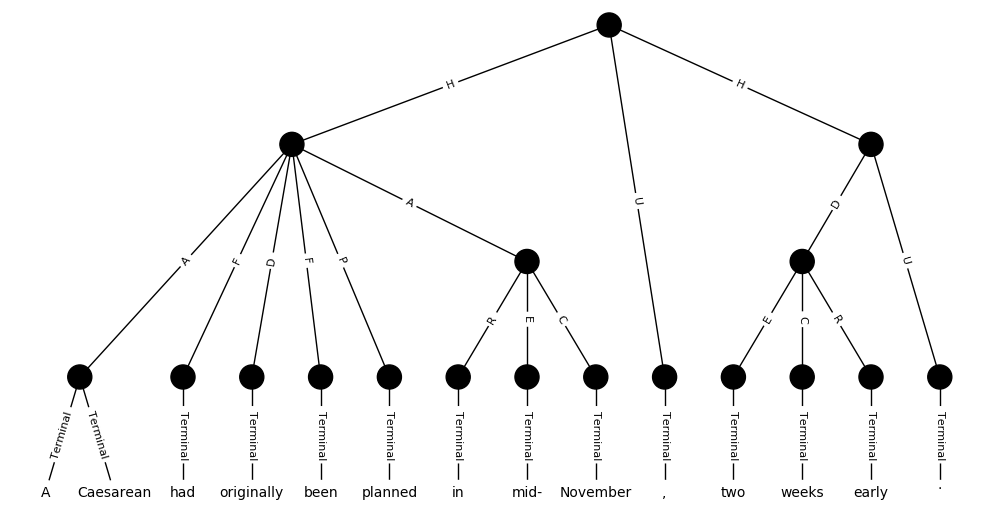 H H
A U D
A F D F P U
R E C E C R
Terminal Terminal Terminal Terminal Terminal Terminal Terminal Terminal Terminal Terminal Terminal Terminal Terminal Terminal
A Caesarean had originally been planned in mid- November , two weeks early .